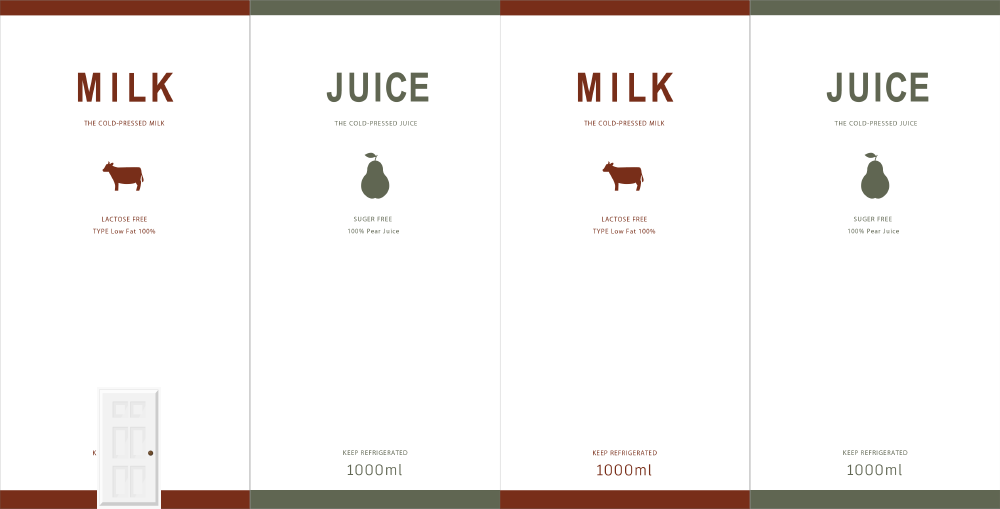 MILK
THE COLD-PRESSED MILK
LACTOSE FREE
TYPE Low Fat 100%
K
JUICE
THE COLD-PRESSED JUICE
SUGER FREE
100% Pear Juice
KEEP REFRIGERATED
1000ml
MILK
THE COLD-PRESSED MILK
LACTOSE FREE
TYPE Low Fat 100%
KEEP REFRIGERATED
1000ml
JUICE
THE COLD-PRESSED JUICE
SUGER FREE
100% Pear Juice
KEEP REFRIGERATED
1000ml